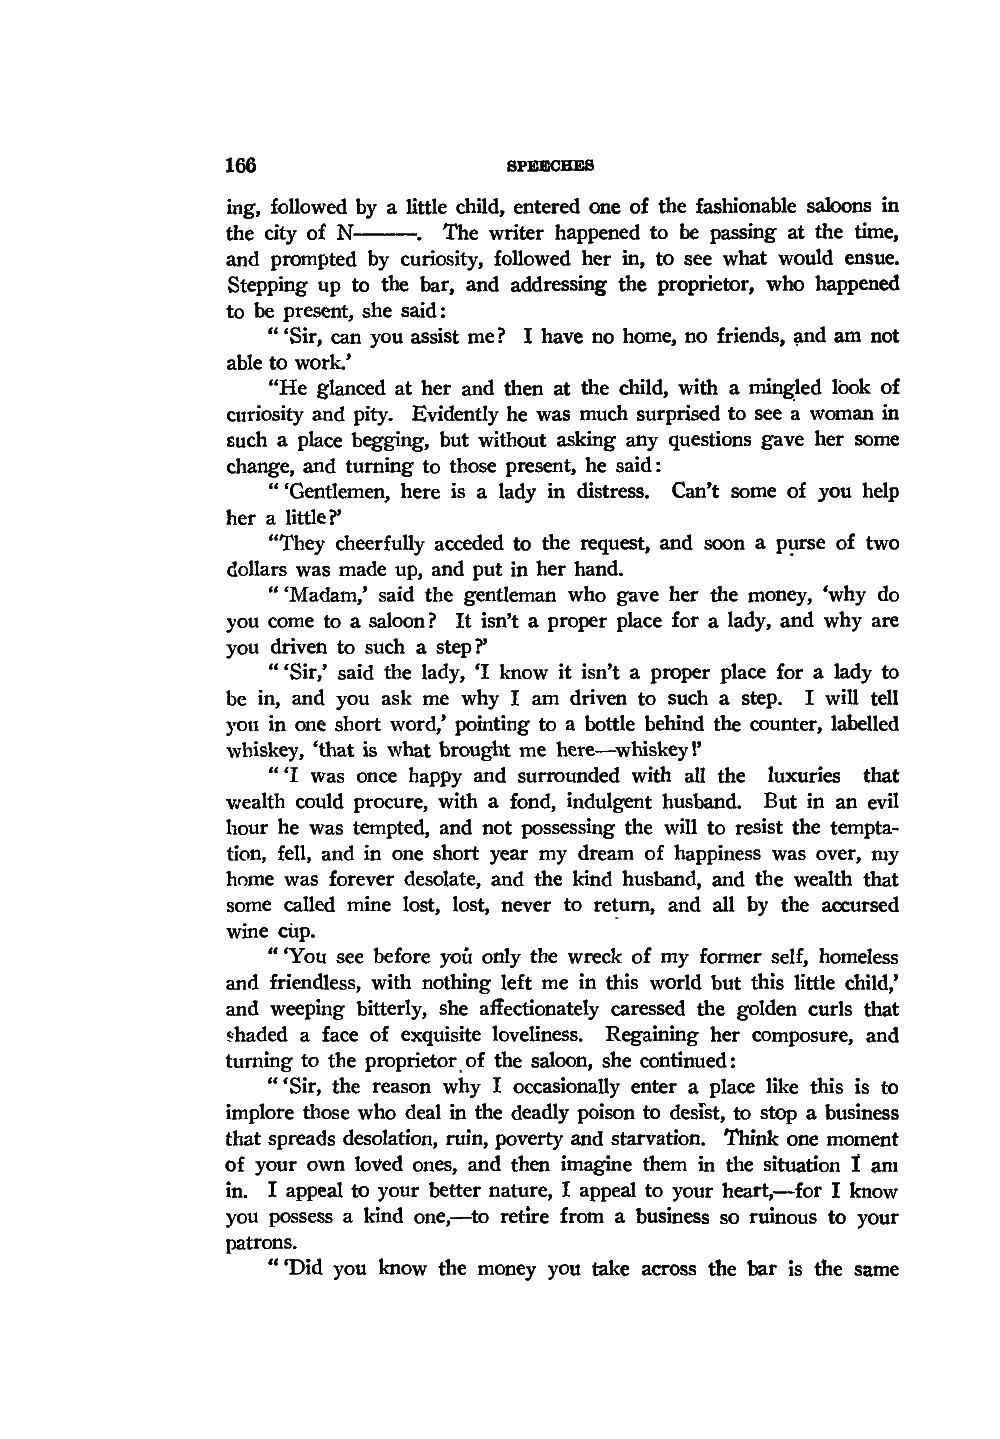 166 SPEECHES
ing, followed by a little child, entered one of the fashionable saloons in
the city of N———. The writer happened to be passing at the time,
and prompted by curiosity, followed her in, to see what would ensue.
Stepping up to the bar, and addressing the proprietor, who happened
to be present, she said:
" 'Sir, can you assist me? I have no home, no friends, and am not
able to work.'
"He glanced at her and then at the child, with a mingled look of
curiosity and pity. Evidently he was much surprised to see a woman in
such a place begging, but without asking any questions gave her some
change, and turning to those present, he said:
" 'Gentlemen, here is a lady in distress. Can't some of you help
her a little?'
"They cheerfully acceded to the request, and soon a purse of two
dollars was made up, and put in her hand.
" 'Madam,' said the gentleman who gave her the money, 'why do
you come to a saloon? It isn't a proper place for a lady, and why are
you driven to such a step?'
" 'Sir,' said the lady, 'I know it isn't a proper place for a lady to
be in, and you ask me why I am driven to such a step. I will tell
you in one short word,' pointing to a bottle behind the counter, labelled
whiskey, 'that is what brought me here—whiskey!'
" 'I was once happy and surrounded with all the luxuries that
wealth could procure, with a fond, indulgent husband. But in an evil
hour he was tempted, and not possessing the will to resist the tempta-
tion, fell, and in one short year my dream of happiness was over, my
home was forever desolate, and the kind husband, and the wealth that
some called mine lost, lost, never to return, and all by the accursed
wine cup.
" 'You see before you only the wreck of my former self, homeless
and friendless, with nothing left me in this world but this little child,'
and weeping bitterly, she affectionately caressed the golden curls that
shaded a face of exquisite loveliness. Regaining her composure, and
turning to the proprietor of the saloon, she continued:
" 'Sir, the reason why I occasionally enter a place like this is to
implore those who deal in the deadly poison to desist, to stop a business
that spreads desolation, ruin, poverty and starvation. Think one moment
of your own loved ones, and then imagine them in the situation I am
in. I appeal to your better nature, I appeal to your heart,—for I know
you possess a kind one,—to retire from a business so ruinous to your
patrons.
" 'Did you know the money you take across the bar is the same